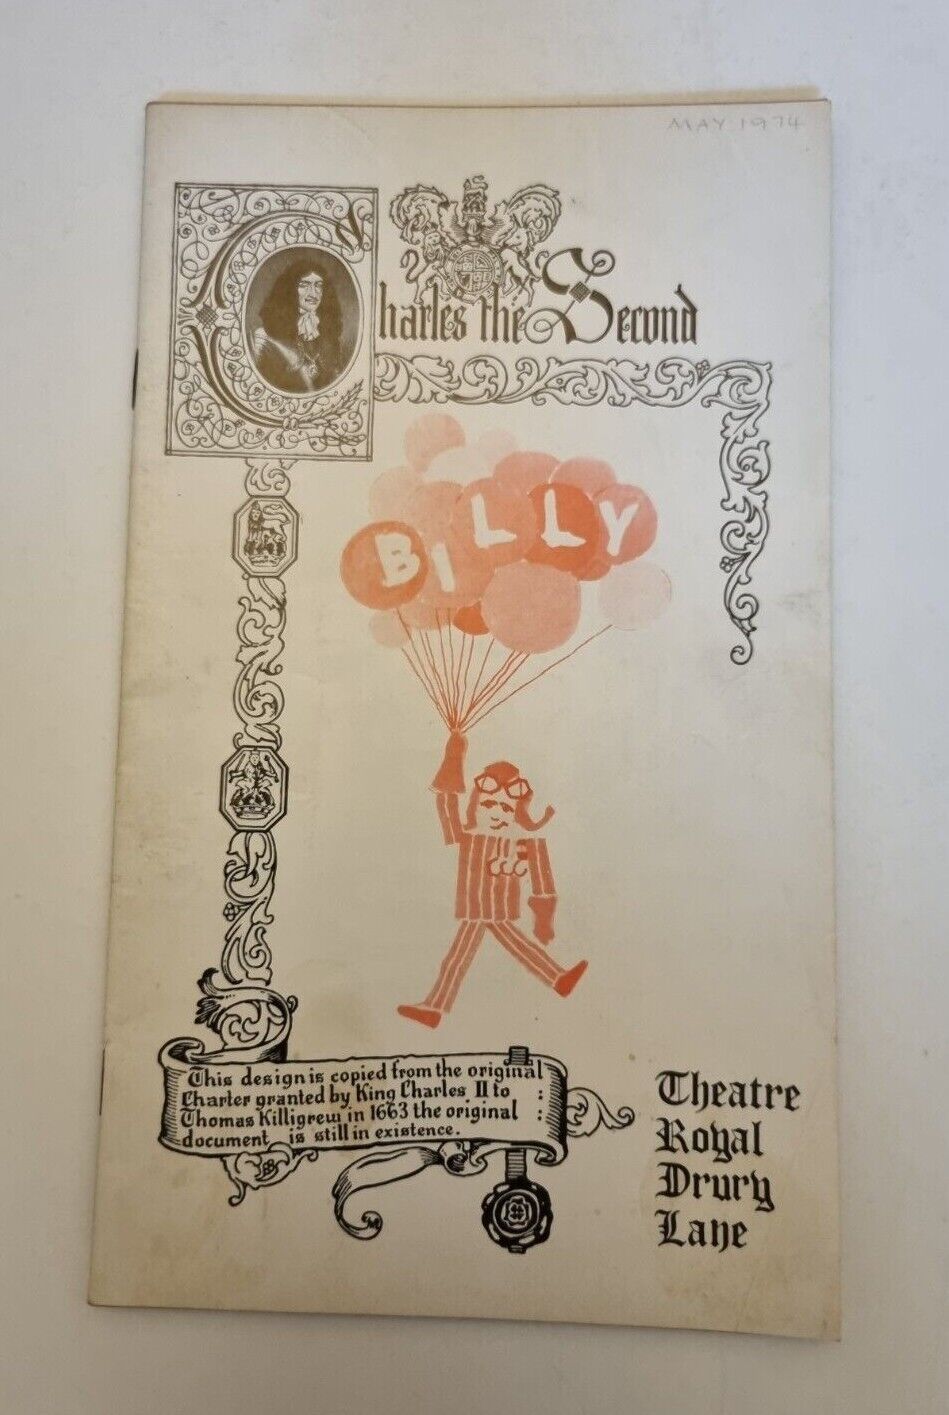 MAY 1974
Charles the Second
BILLY
This design is copied from the original
Charter granted by King Charles II to :
Thomas Killigrew in 1663 the original :
document is still in existence.
Theatre
Royal
Drury
Lane